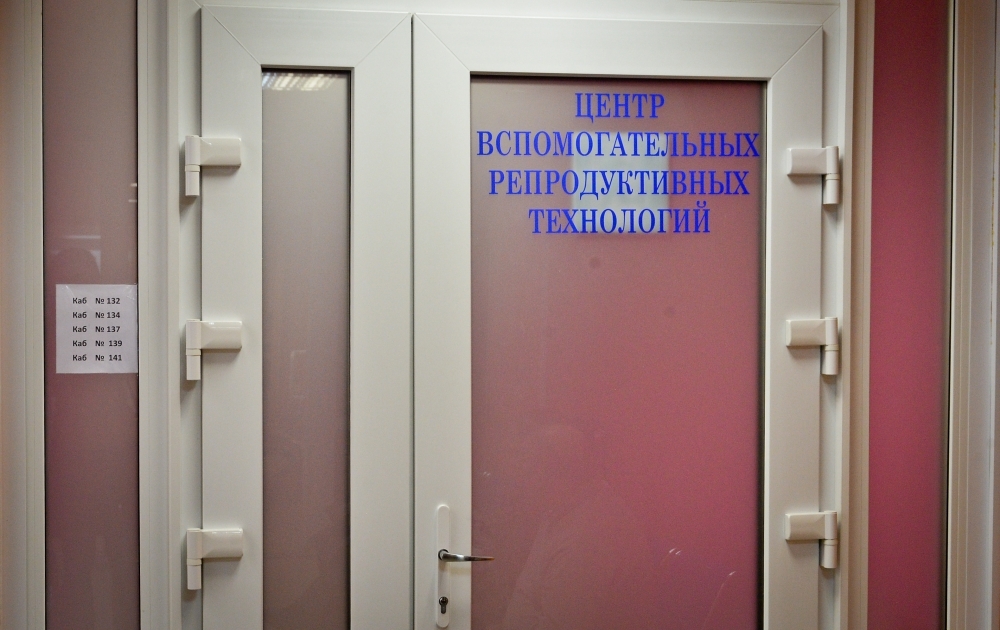 ЦЕНТР
ВСПОМОГАТЕЛЬНЫХ
РЕПРОДУКТИВНЫХ
ТЕХНОЛОГИЙ
Каб № 132
Каб № 134
Каб № 137
Каб № 139
Каб № 141